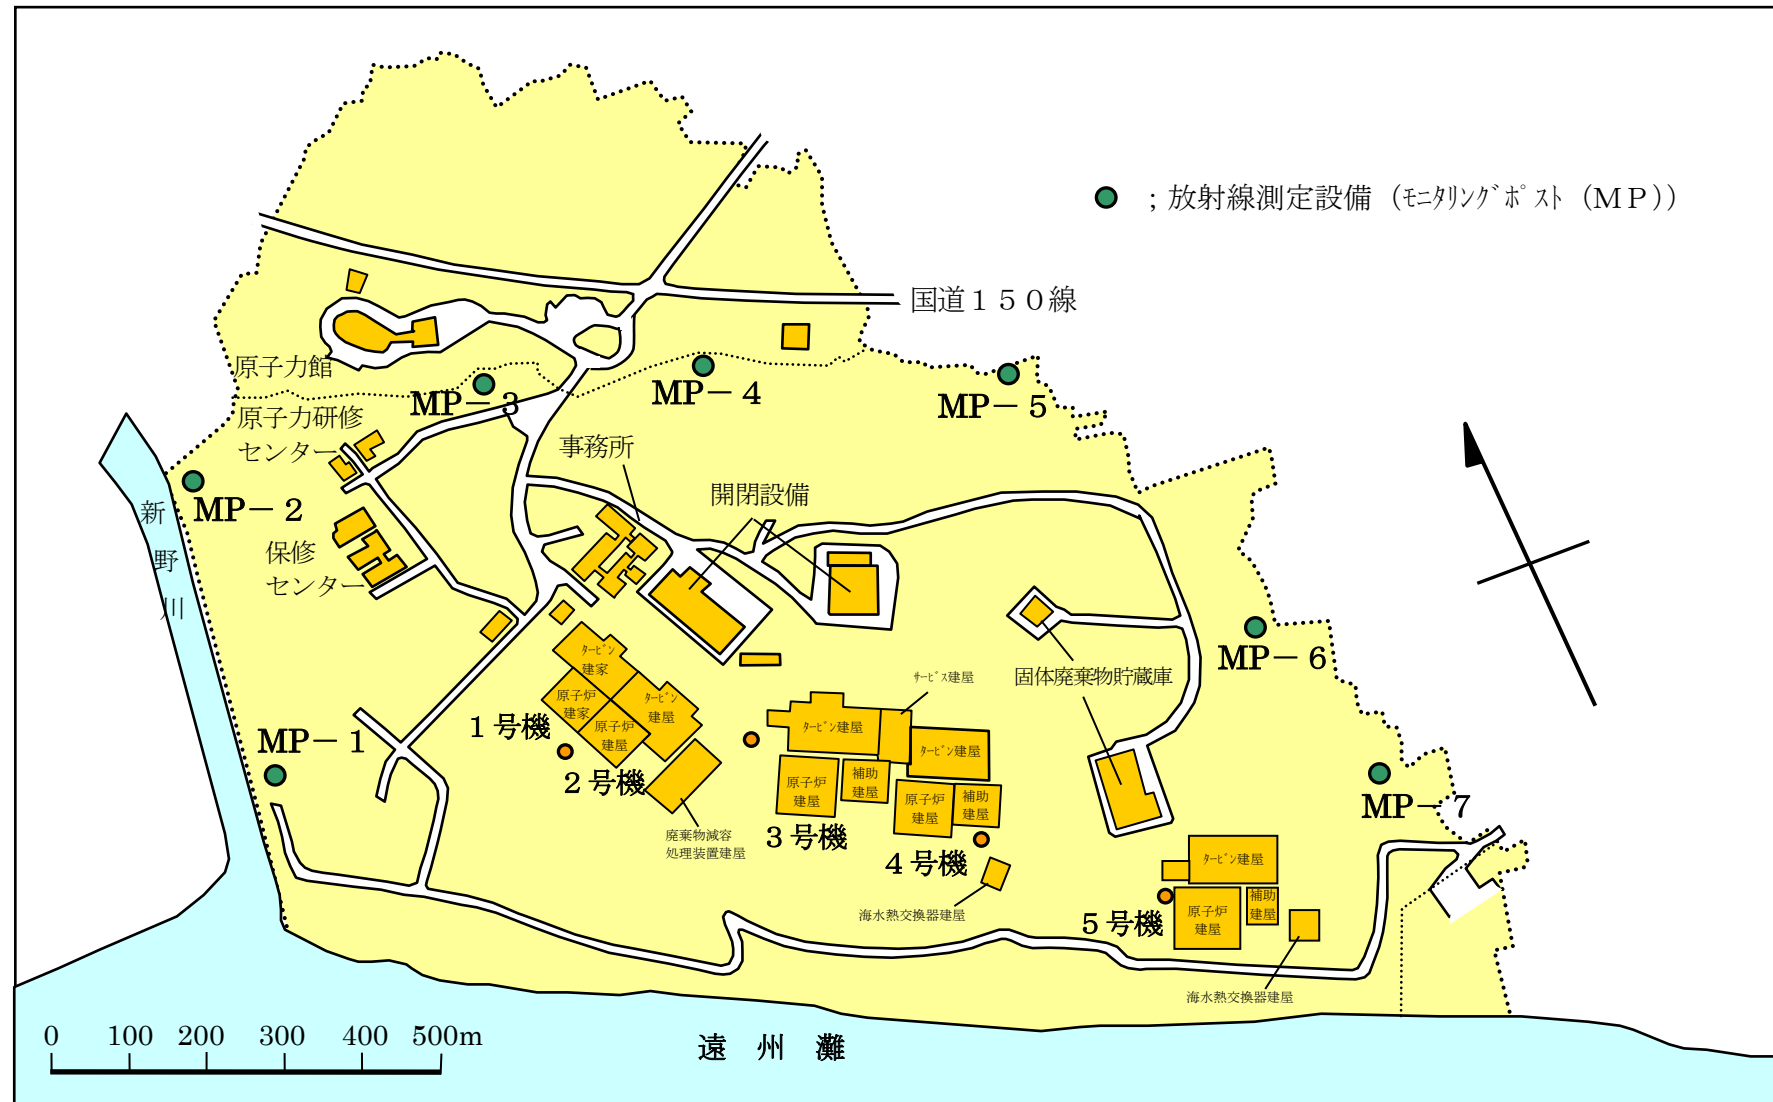 ；放射線測定設備（ﾓﾆﾀﾘﾝｸﾞﾎﾟｽﾄ（ＭＰ））
国道１５０線
原子力館
MP－３
MP－４
MP－５
原子力研修
センター
事務所
開閉設備
MP－２
新
野
川
保修
センター
MP－６
固体廃棄物貯蔵庫
ﾀｰﾋﾞﾝ
建家
原子炉
建家
ﾀｰﾋﾞﾝ
建屋
原子炉
建屋
１号機
２号機
廃棄物減容
処理装置建屋
ｻｰﾋﾞｽ建屋
ﾀｰﾋﾞﾝ建屋
ﾀｰﾋﾞﾝ建屋
原子炉
建屋
補助
建屋
原子炉
建屋
補助
建屋
３号機
４号機
海水熱交換器建屋
MP－１
MP－７
ﾀｰﾋﾞﾝ建屋
原子炉
建屋
補助
建屋
５号機
海水熱交換器建屋
0 100 200 300 400 500m
遠 州 灘